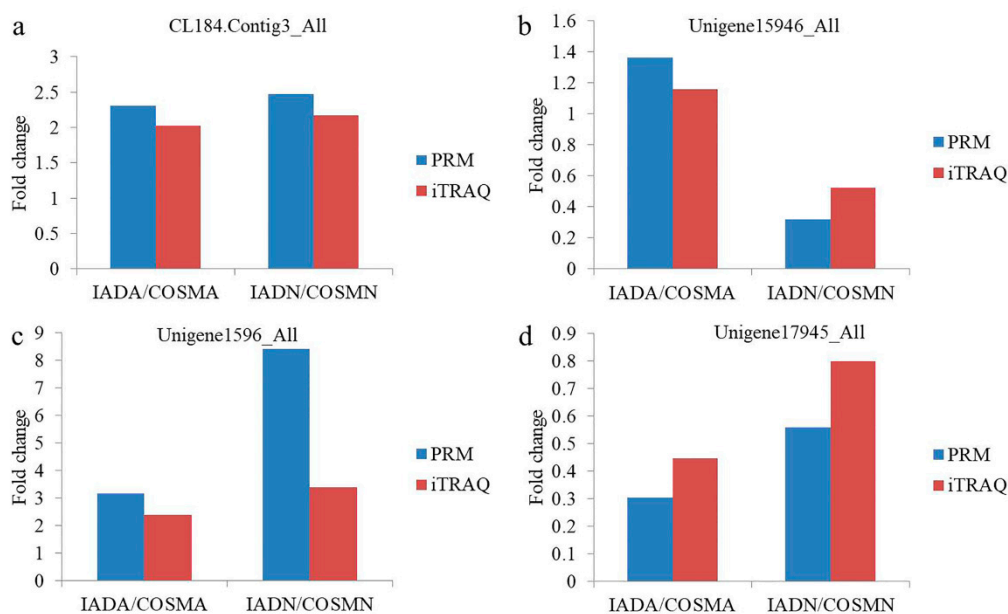 a
CL184.Contig3_All
3
2.5
2
1.5
1
0.5
0
Fold change
IADA/COSMA
IADN/COSMN
PRM
iTRAQ
b
Unigene15946_All
1.6
1.4
1.2
1
0.8
0.6
0.4
0.2
0
Fold change
IADA/COSMA
IADN/COSMN
PRM
iTRAQ
c
Unigene1596_All
9
8
7
6
5
4
3
2
1
0
Fold change
IADA/COSMA
IADN/COSMN
PRM
iTRAQ
d
Unigene17945_All
0.9
0.8
0.7
0.6
0.5
0.4
0.3
0.2
0.1
0
Fold change
IADA/COSMA
IADN/COSMN
PRM
iTRAQ